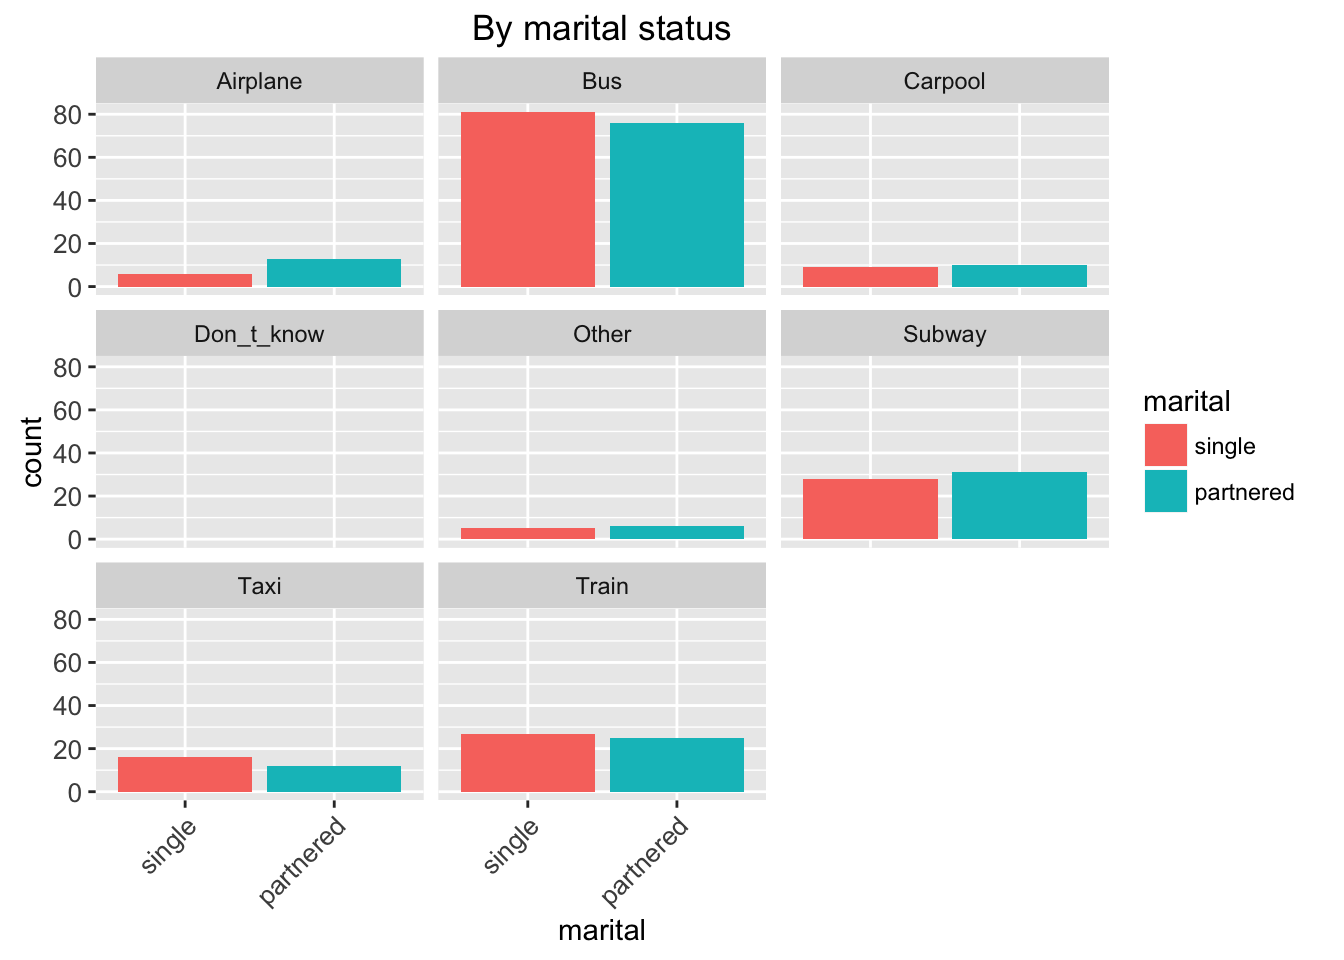 By marital status
Airplane Bus Carpool
80
60
40
20
0
Don_t_know Other Subway
80
60
40
20
0
count
marital
single
partnered
Taxi Train
80
60
40
20
0
single partnered single partnered
marital